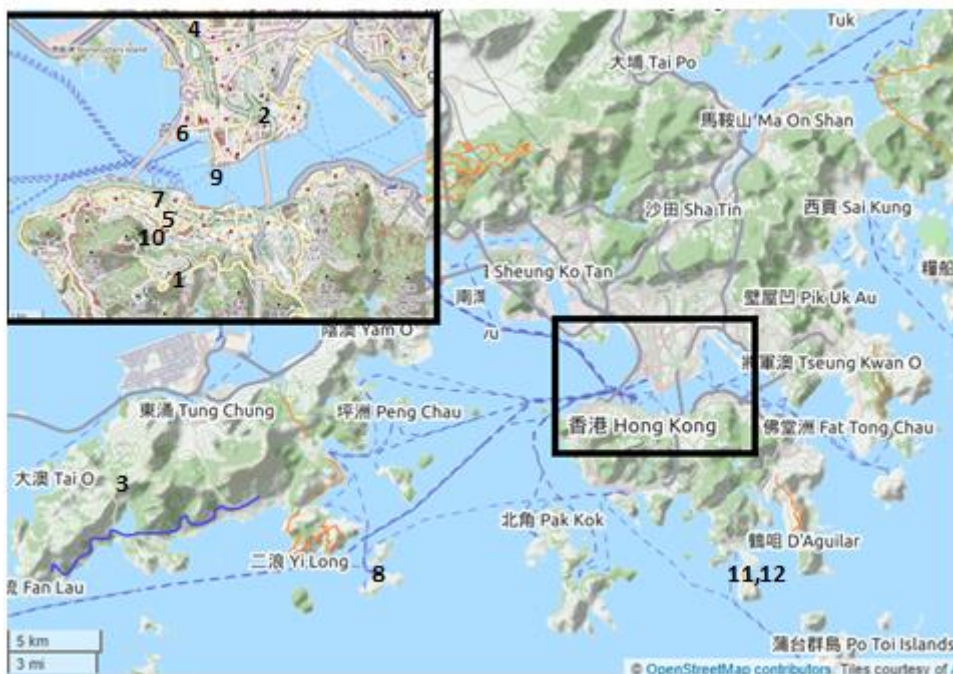 4
2
6
9
7
5
10
1
Tuk
大埔 Tai Po
馬鞍山 Ma On Shan
沙田 Sha Tin
西貢 Sai Kung
Sheung Ko Tan
糧船
壁屋凹 Pik Uk Au
陰澳 Yam O
將軍澳 Tseung Kwan O
東涌 Tung Chung
坪洲 Peng Chau
香港 Hong Kong
佛堂洲 Fat Tong Chau
大澳 Tai O
3
北角 Pak Kok
鶴咀 D'Aguilar
二浪 Yi Long
8
11,12
流 Fan Lau
5 km
3 mi
蒲台群島 Po Toi Islands
© OpenStreetMap contributors, Tiles courtesy of